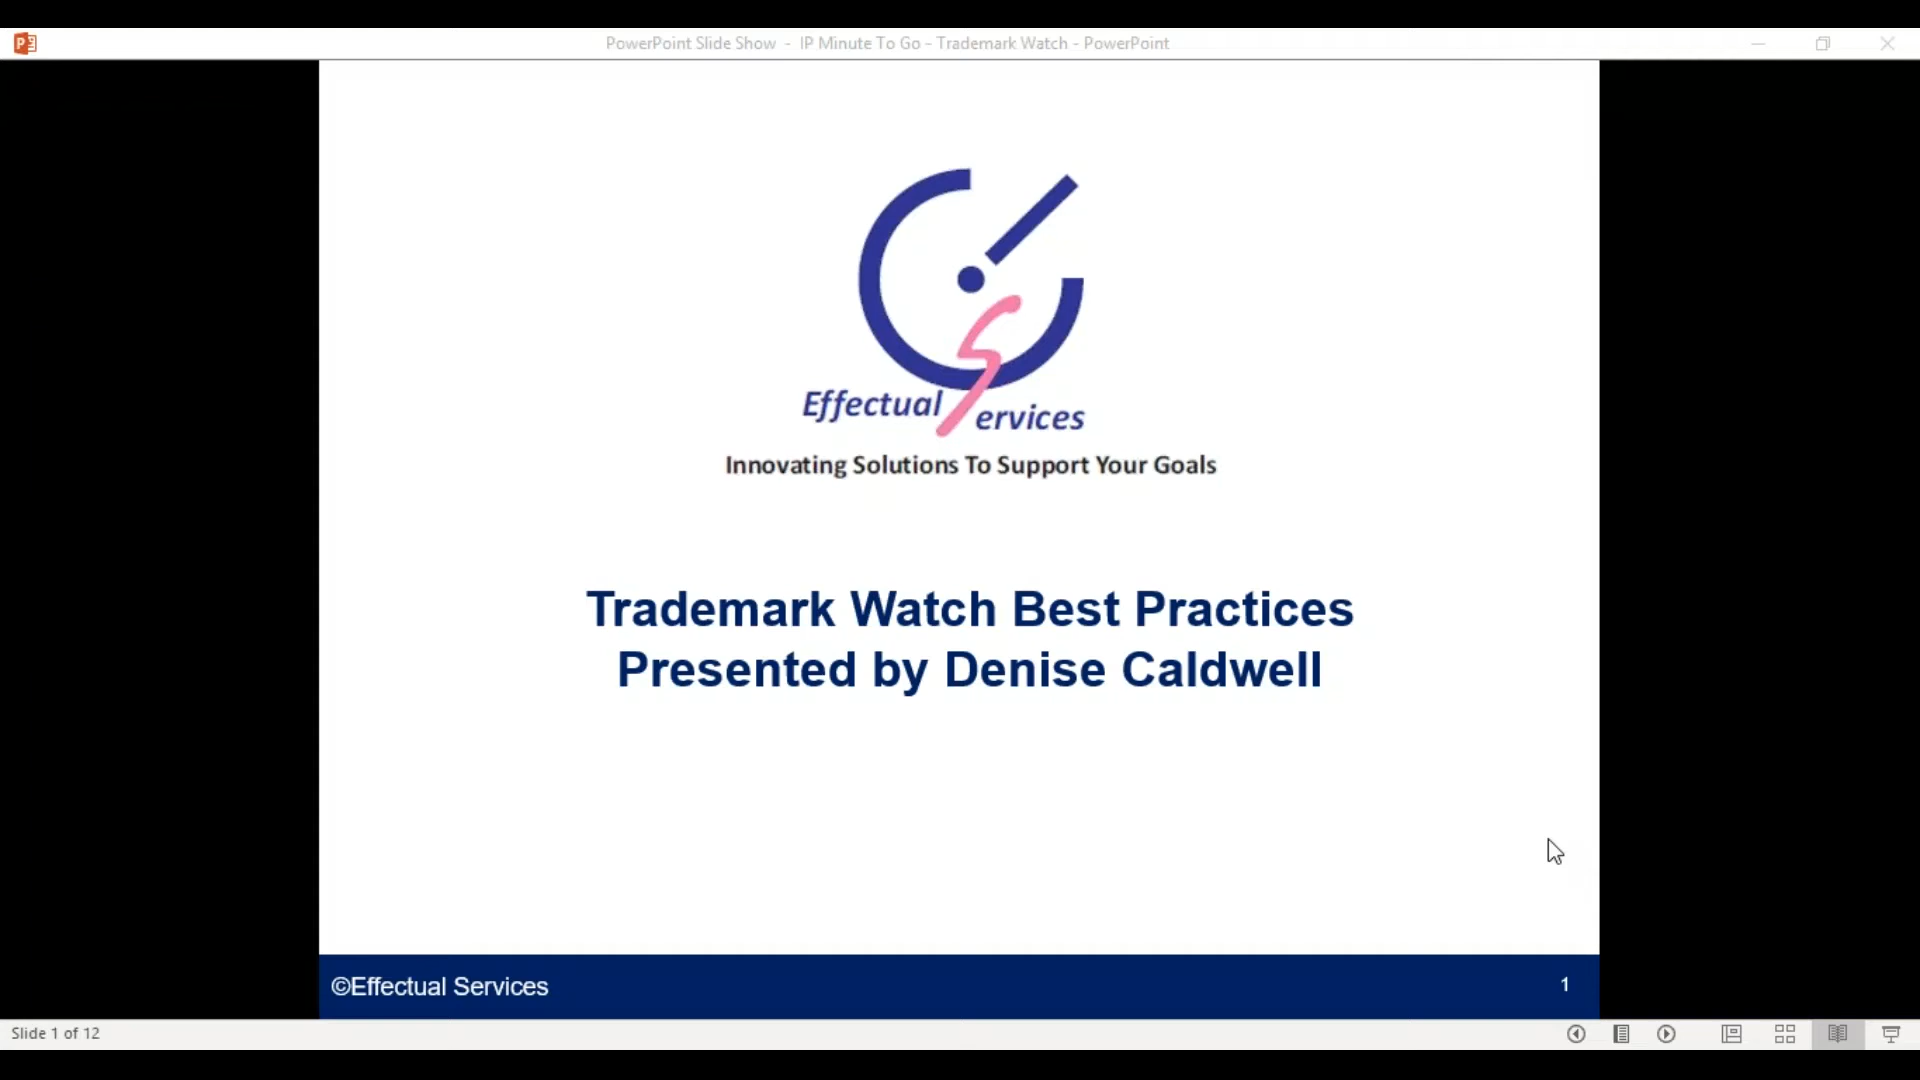 PowerPoint Slide Show - IP Minute To Go - Trademark Watch - PowerPoint
Effectual Services
Innovating Solutions To Support Your Goals
Trademark Watch Best Practices
Presented by Denise Caldwell
©Effectual Services
1
Slide 1 of 12